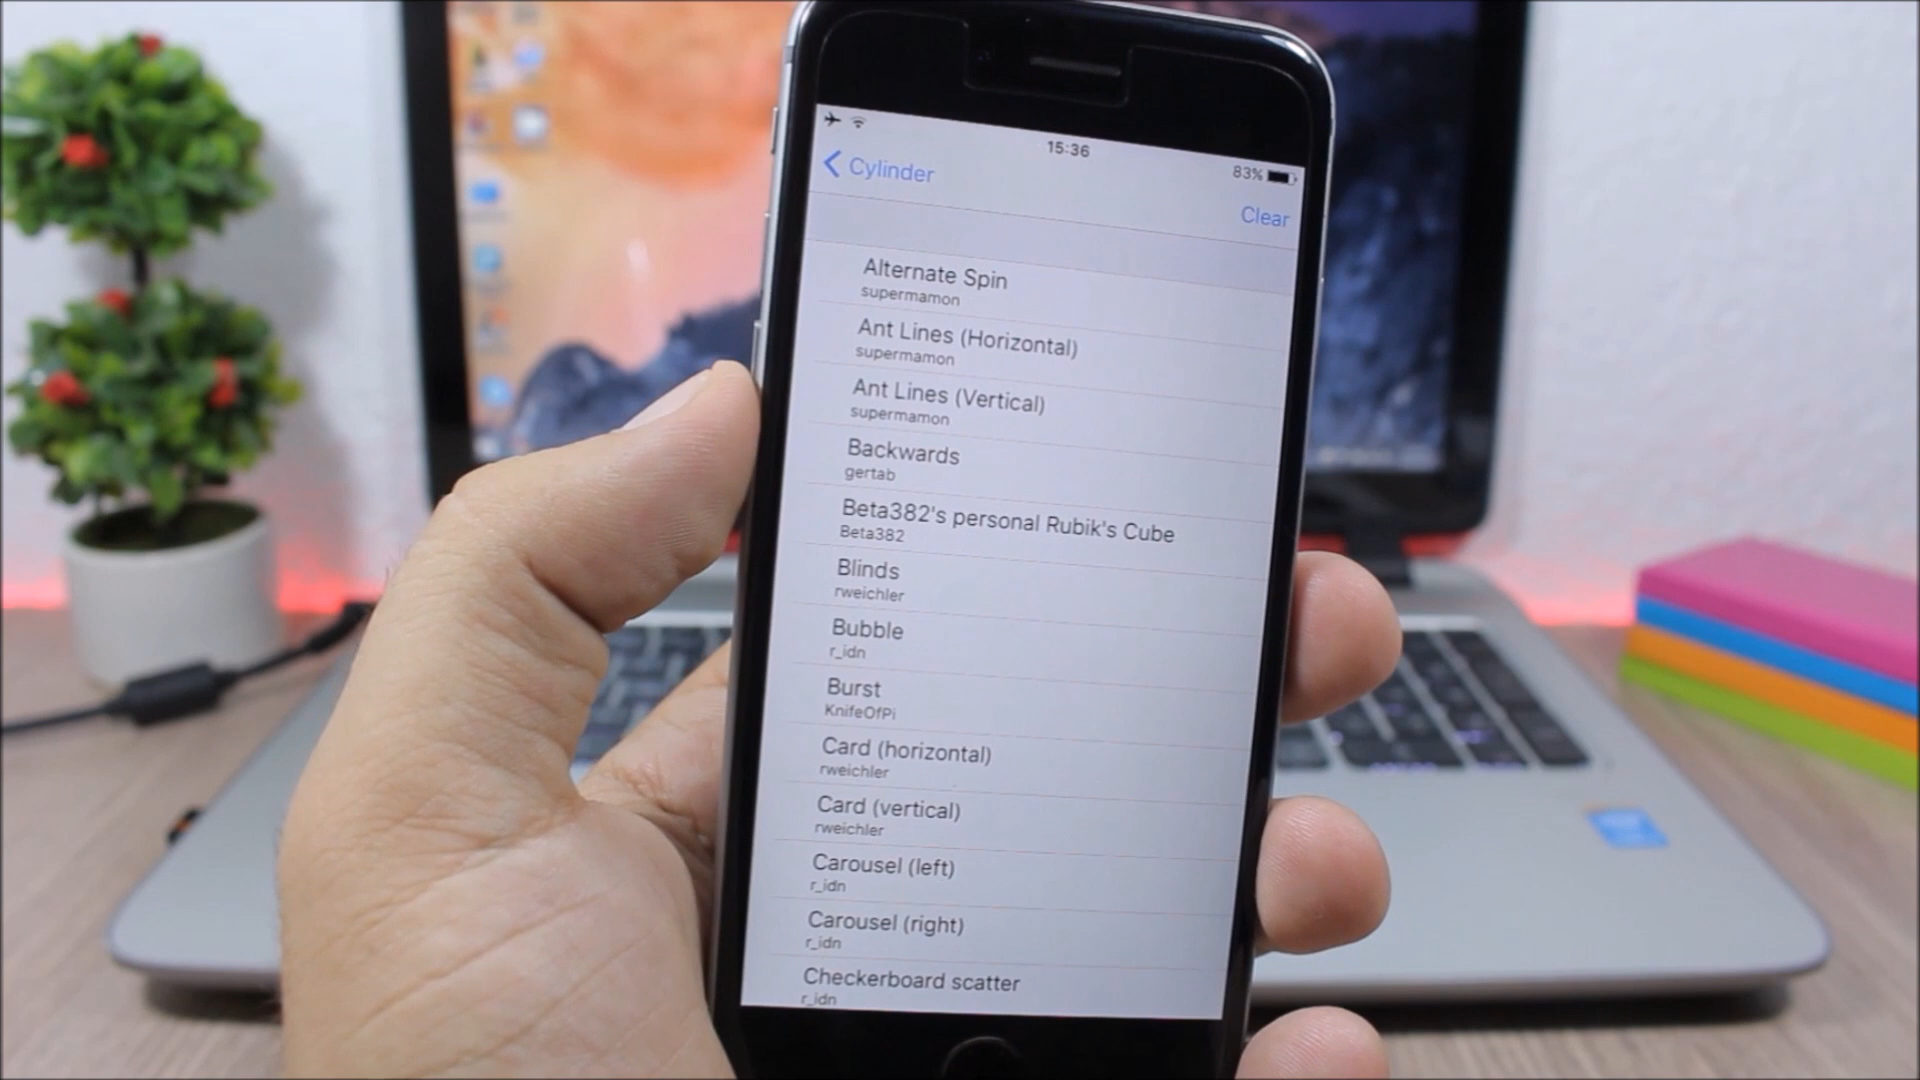 15:36
83%
Cylinder
Clear
Alternate Spin
supermamon
Ant Lines (Horizontal)
supermamon
Ant Lines (Vertical)
supermamon
Backwards
gertab
Beta382's personal Rubik's Cube
Beta382
Blinds
rweichler
Bubble
r_idn
Burst
KnifeOfPi
Card (horizontal)
rweichler
Card (vertical)
rweichler
Carousel (left)
r_idn
Carousel (right)
r_idn
Checkerboard scatter
r_idn